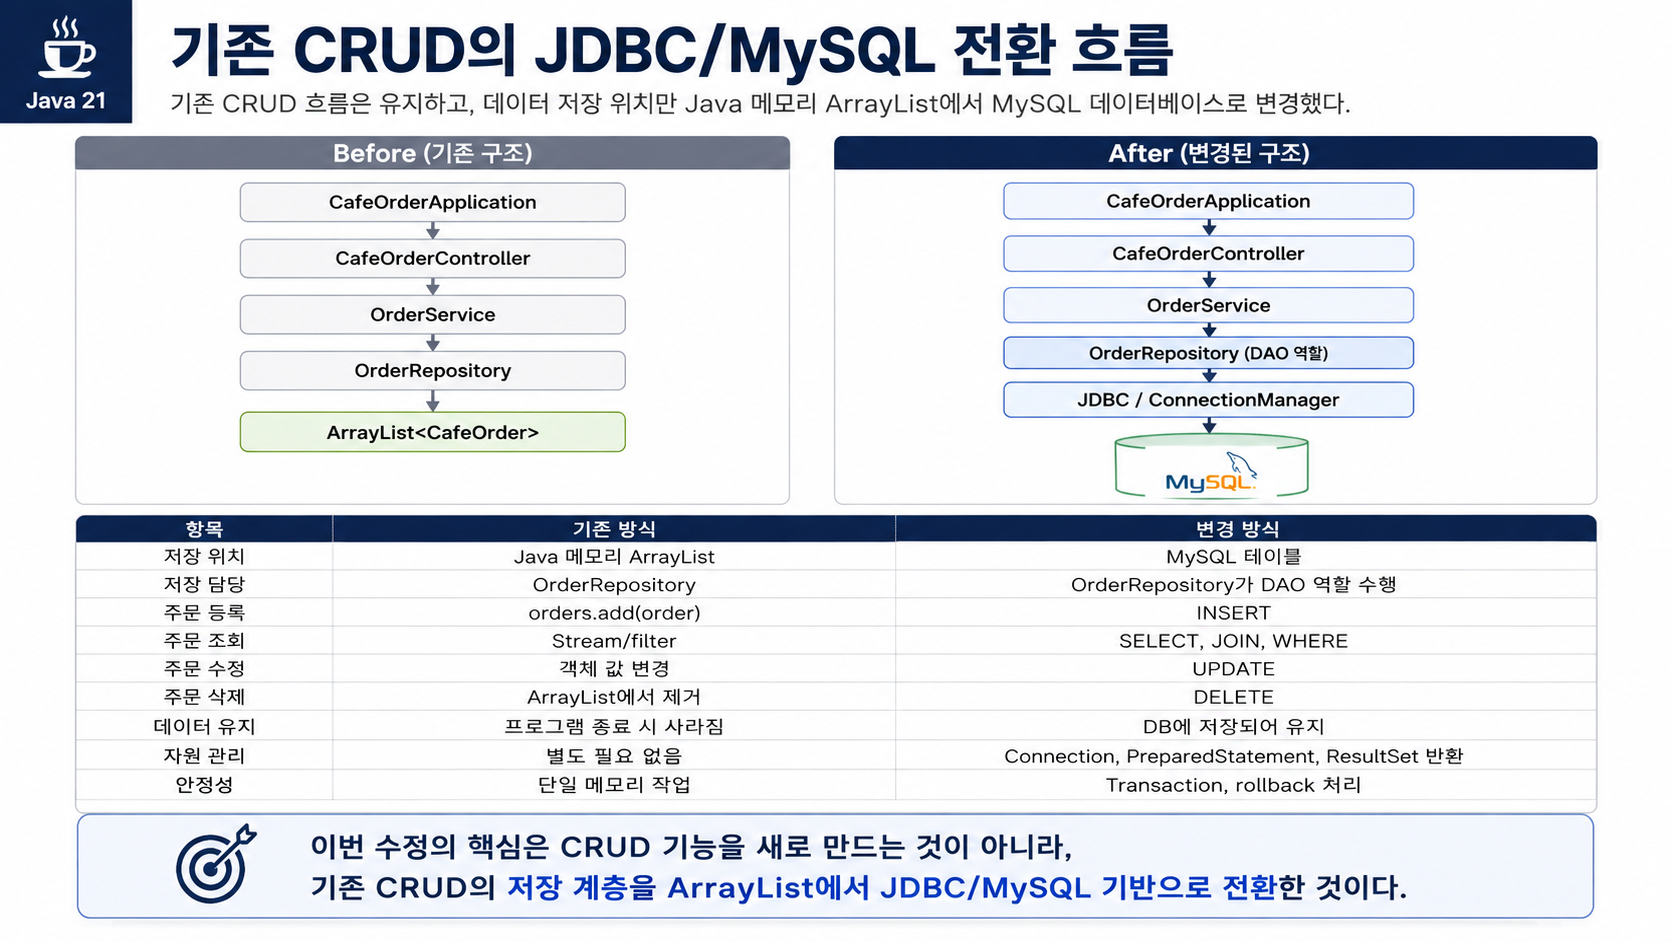 Java 21
기존 CRUD의 JDBC/MySQL 전환 흐름
기존 CRUD 흐름은 유지하고, 데이터 저장 위치만 Java 메모리 ArrayList에서 MySQL 데이터베이스로 변경했다.
Before (기존 구조)
CafeOrderApplication
CafeOrderController
OrderService
OrderRepository
ArrayList<CafeOrder>
After (변경된 구조)
CafeOrderApplication
CafeOrderController
OrderService
OrderRepository (DAO 역할)
JDBC / ConnectionManager
MySQL.
항목 기존 방식 변경 방식
저장 위치 Java 메모리 ArrayList MySQL 테이블
저장 담당 OrderRepository OrderRepository가 DAO 역할 수행
주문 등록 orders.add(order) INSERT
주문 조회 Stream/filter SELECT, JOIN, WHERE
주문 수정 객체 값 변경 UPDATE
주문 삭제 ArrayList에서 제거 DELETE
데이터 유지 프로그램 종료 시 사라짐 DB에 저장되어 유지
자원 관리 별도 필요 없음 Connection, PreparedStatement, ResultSet 반환
안정성 단일 메모리 작업 Transaction, rollback 처리
이번 수정의 핵심은 CRUD 기능을 새로 만드는 것이 아니라,
기존 CRUD의 저장 계층을 ArrayList에서 JDBC/MySQL 기반으로 전환한 것이다.